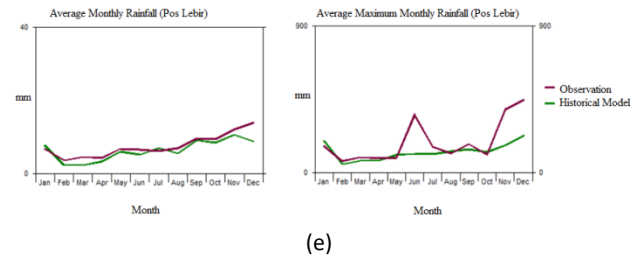 Average Monthly Rainfall (Pos Lebir)
40
mm
0
Jan Feb Mar Apr May Jun Jul Aug Sep Oct Nov Dec
Month
Average Maximum Monthly Rainfall (Pos Lebir)
900 900
mm
0 0
Jan Feb Mar Apr May Jun Jul Aug Sep Oct Nov Dec
Month
Observation
Historical Model
(e)